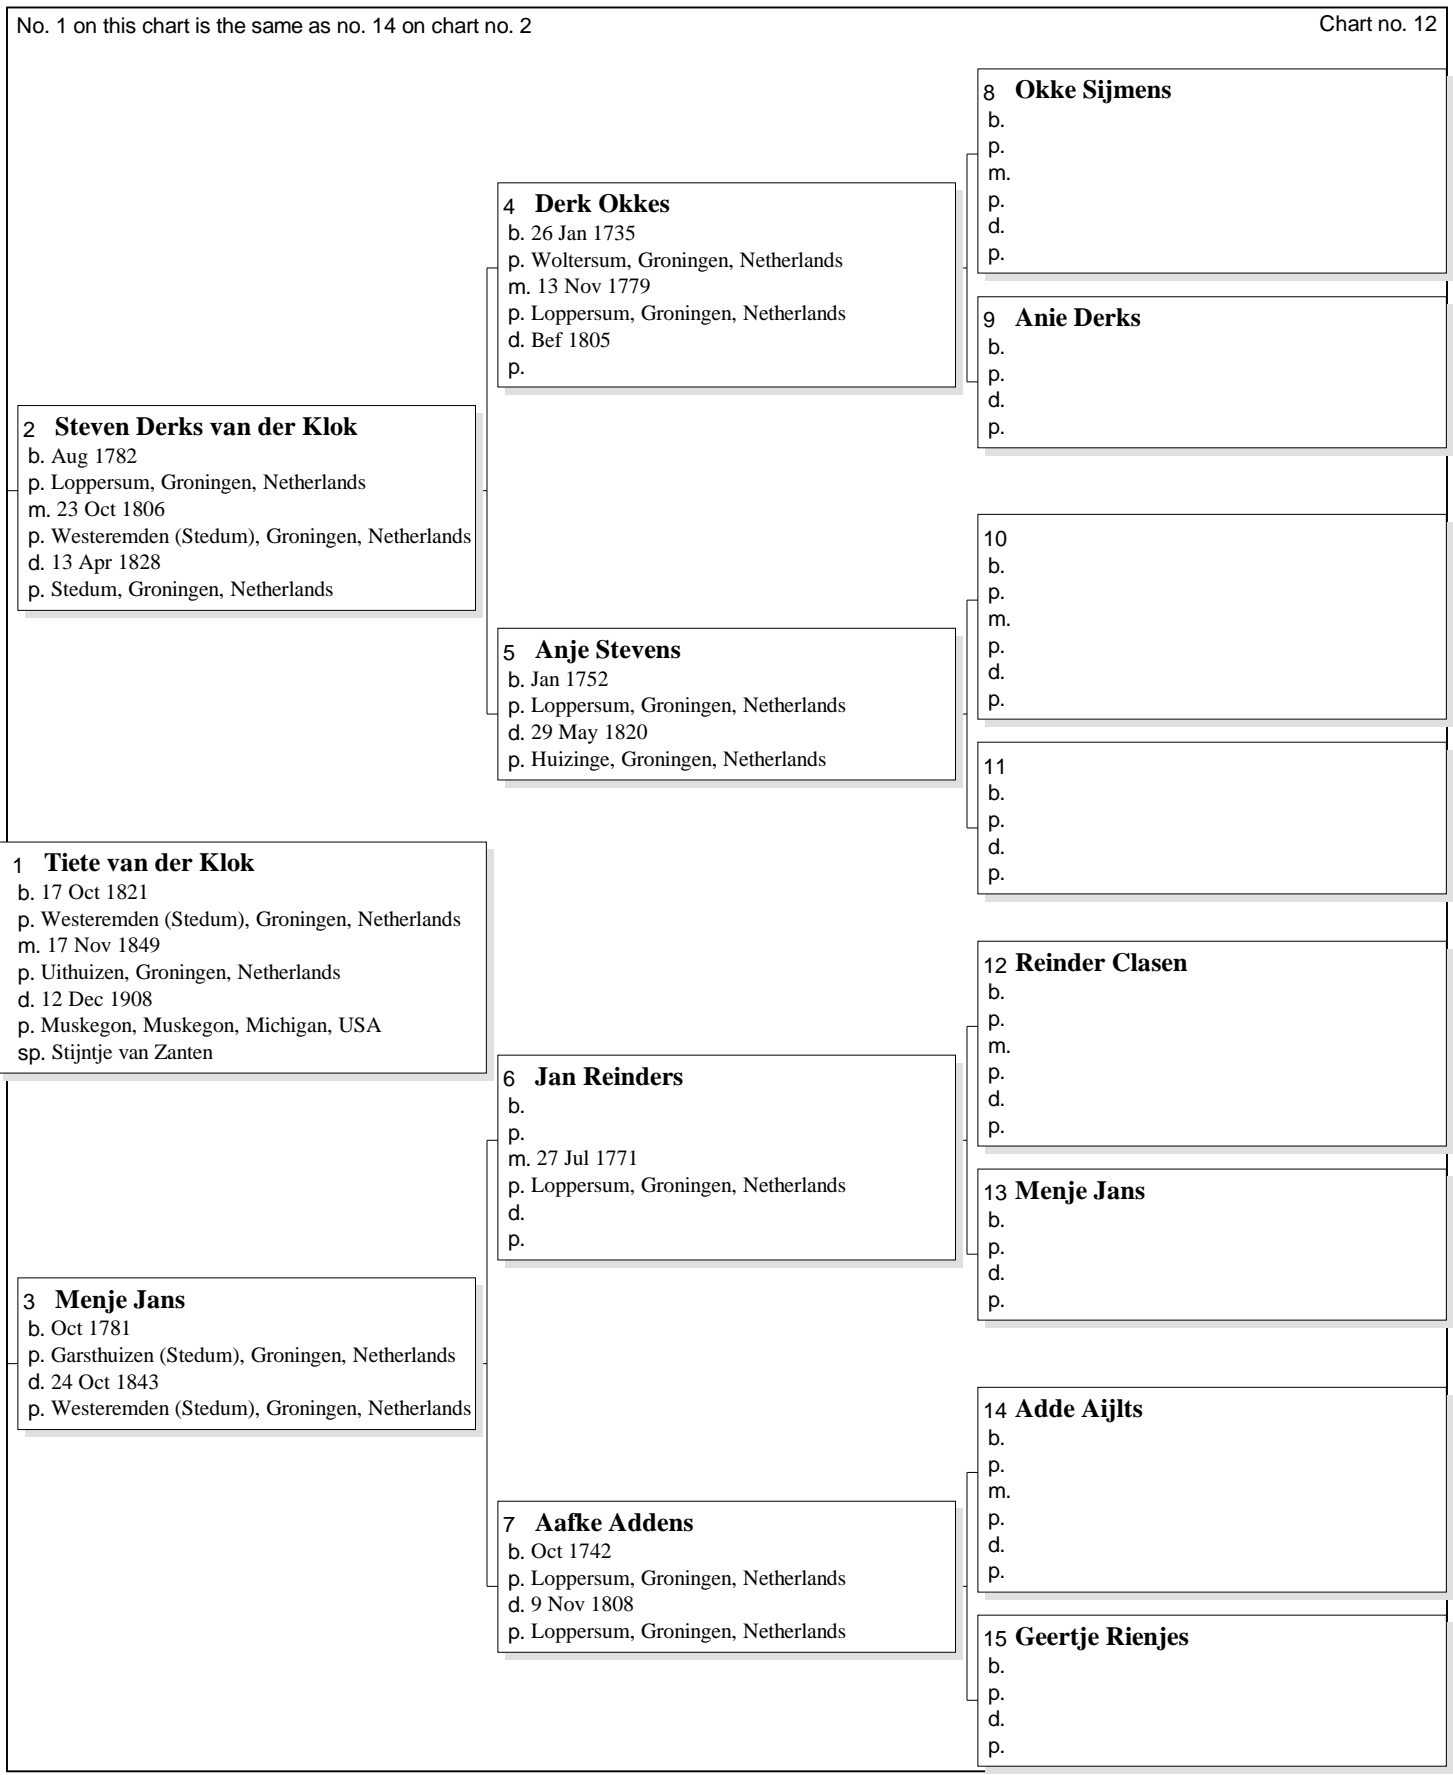 No. 1 on this chart is the same as no. 14 on chart no. 2
Chart no. 12
8 Okke Sijmens
b.
p.
m.
p.
d.
p.
4 Derk Okkes
b. 26 Jan 1735
p. Woltersum, Groningen, Netherlands
m. 13 Nov 1779
p. Loppersum, Groningen, Netherlands
d. Bef 1805
p.
9 Anie Derks
b.
p.
d.
p.
2 Steven Derks van der Klok
b. Aug 1782
p. Loppersum, Groningen, Netherlands
m. 23 Oct 1806
p. Westeremden (Stedum), Groningen, Netherlands
d. 13 Apr 1828
p. Stedum, Groningen, Netherlands
10
b.
p.
m.
p.
d.
p.
5 Anje Stevens
b. Jan 1752
p. Loppersum, Groningen, Netherlands
d. 29 May 1820
p. Huizinge, Groningen, Netherlands
11
b.
p.
d.
p.
1 Tiete van der Klok
b. 17 Oct 1821
p. Westeremden (Stedum), Groningen, Netherlands
m. 17 Nov 1849
p. Uithuizen, Groningen, Netherlands
d. 12 Dec 1908
p. Muskegon, Muskegon, Michigan, USA
sp. Stijntje van Zanten
12 Reinder Clasen
b.
p.
m.
p.
d.
p.
6 Jan Reinders
b.
p.
m. 27 Jul 1771
p. Loppersum, Groningen, Netherlands
d.
p.
13 Menje Jans
b.
p.
d.
p.
3 Menje Jans
b. Oct 1781
p. Garsthuizen (Stedum), Groningen, Netherlands
d. 24 Oct 1843
p. Westeremden (Stedum), Groningen, Netherlands
14 Adde Aijlts
b.
p.
m.
p.
d.
p.
7 Aafke Addens
b. Oct 1742
p. Loppersum, Groningen, Netherlands
d. 9 Nov 1808
p. Loppersum, Groningen, Netherlands
15 Geertje Rienjes
b.
p.
d.
p.